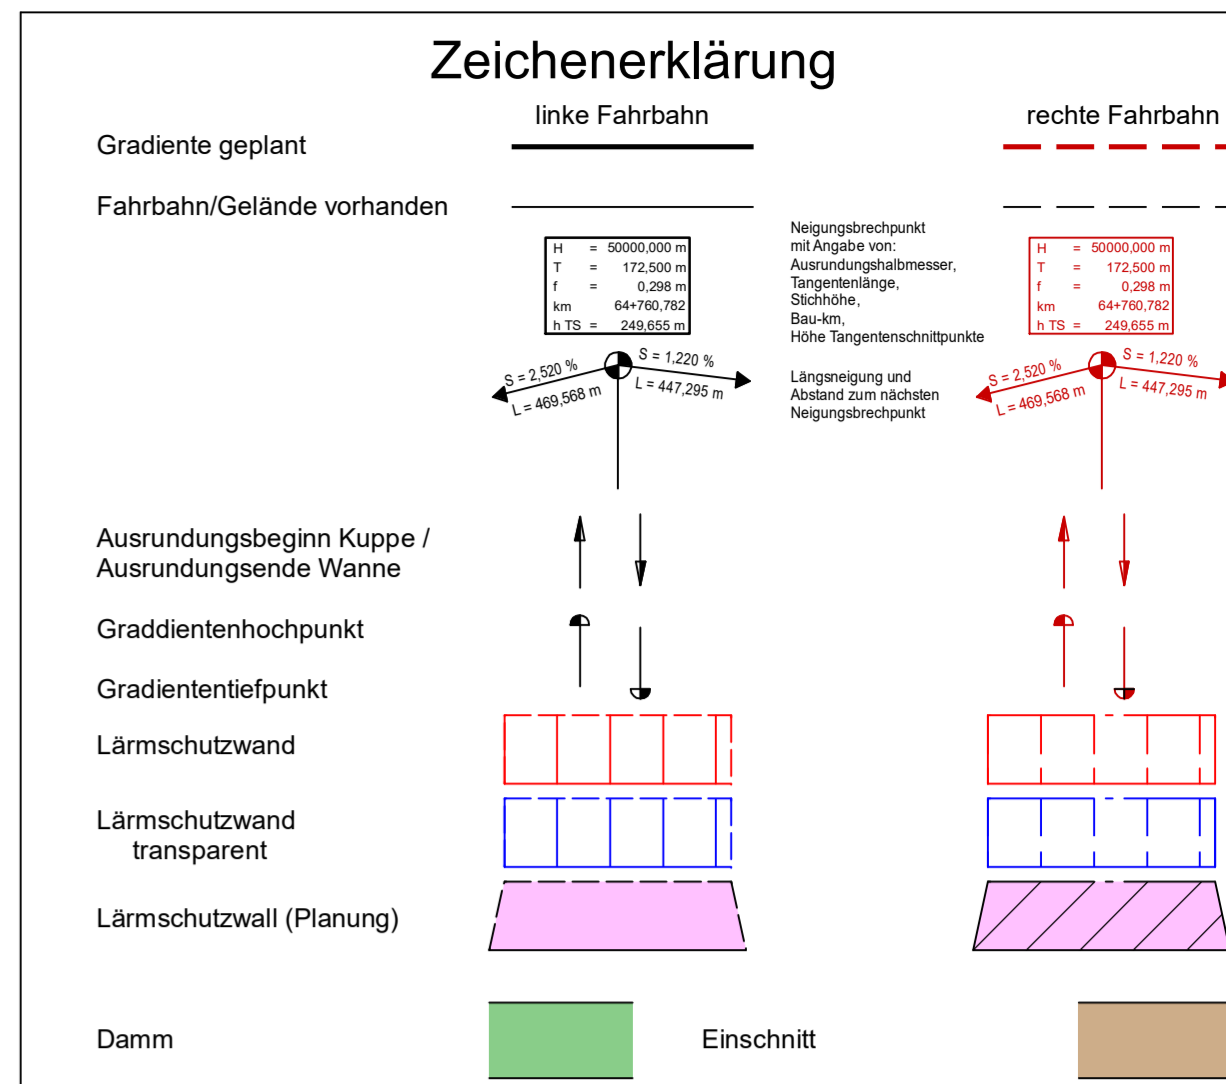 Zeichenerklärung
linke Fahrbahn
rechte Fahrbahn
Gradiente geplant
Fahrbahn/Gelände vorhanden
H = 50000,000 m
T = 172,500 m
f = 0,298 m
km 64+760,782
h TS = 249,655 m
Neigungsbrechpunkt
mit Angabe von:
Ausrundungshalbmesser,
Tangentenlänge,
Stichhöhe,
Bau-km,
Höhe Tangentenschnittpunkte
H = 50000,000 m
T = 172,500 m
f = 0,298 m
km 64+760,782
h TS = 249,655 m
S = 2,520 %
L = 469,568 m
S = 1,220 %
L = 447,295 m
Längsneigung und
Abstand zum nächsten
Neigungsbrechpunkt
S = 2,520 %
L = 469,568 m
S = 1,220 %
L = 447,295 m
Ausrundungsbeginn Kuppe /
Ausrundungsende Wanne
Graddientenhochpunkt
Gradiententiefpunkt
Lärmschutzwand
Lärmschutzwand
transparent
Lärmschutzwall (Planung)
Damm
Einschnitt